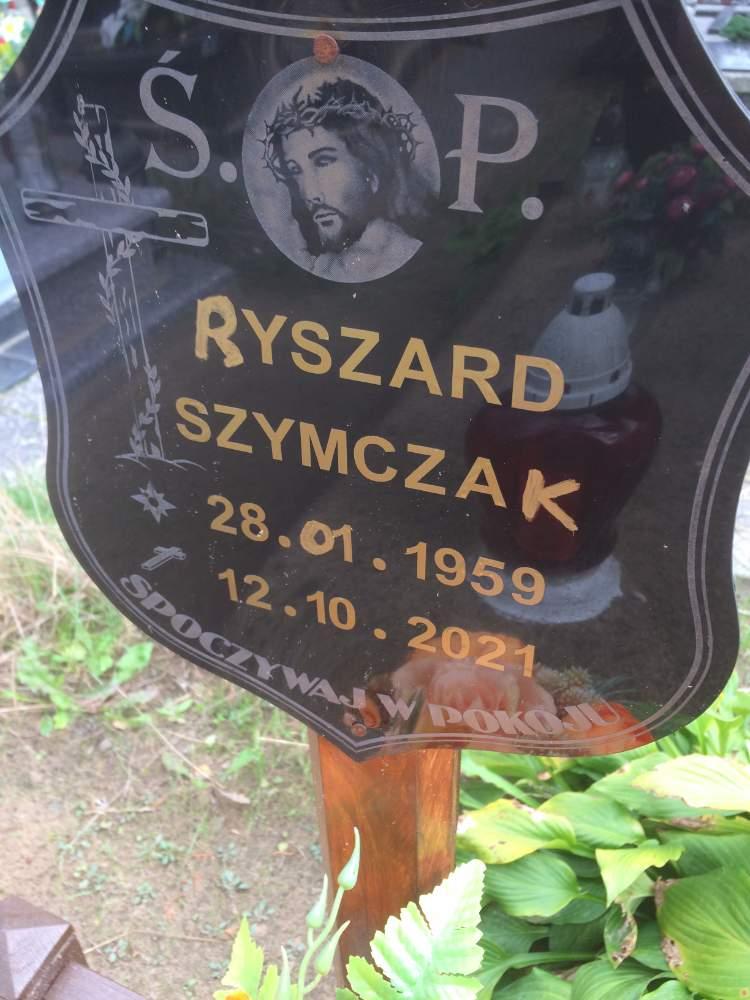 Ś. P.
RYSZARD
SZYMCZAK
28.01.1959
12.10.2021
SPOCZYWAJ W POKOJU